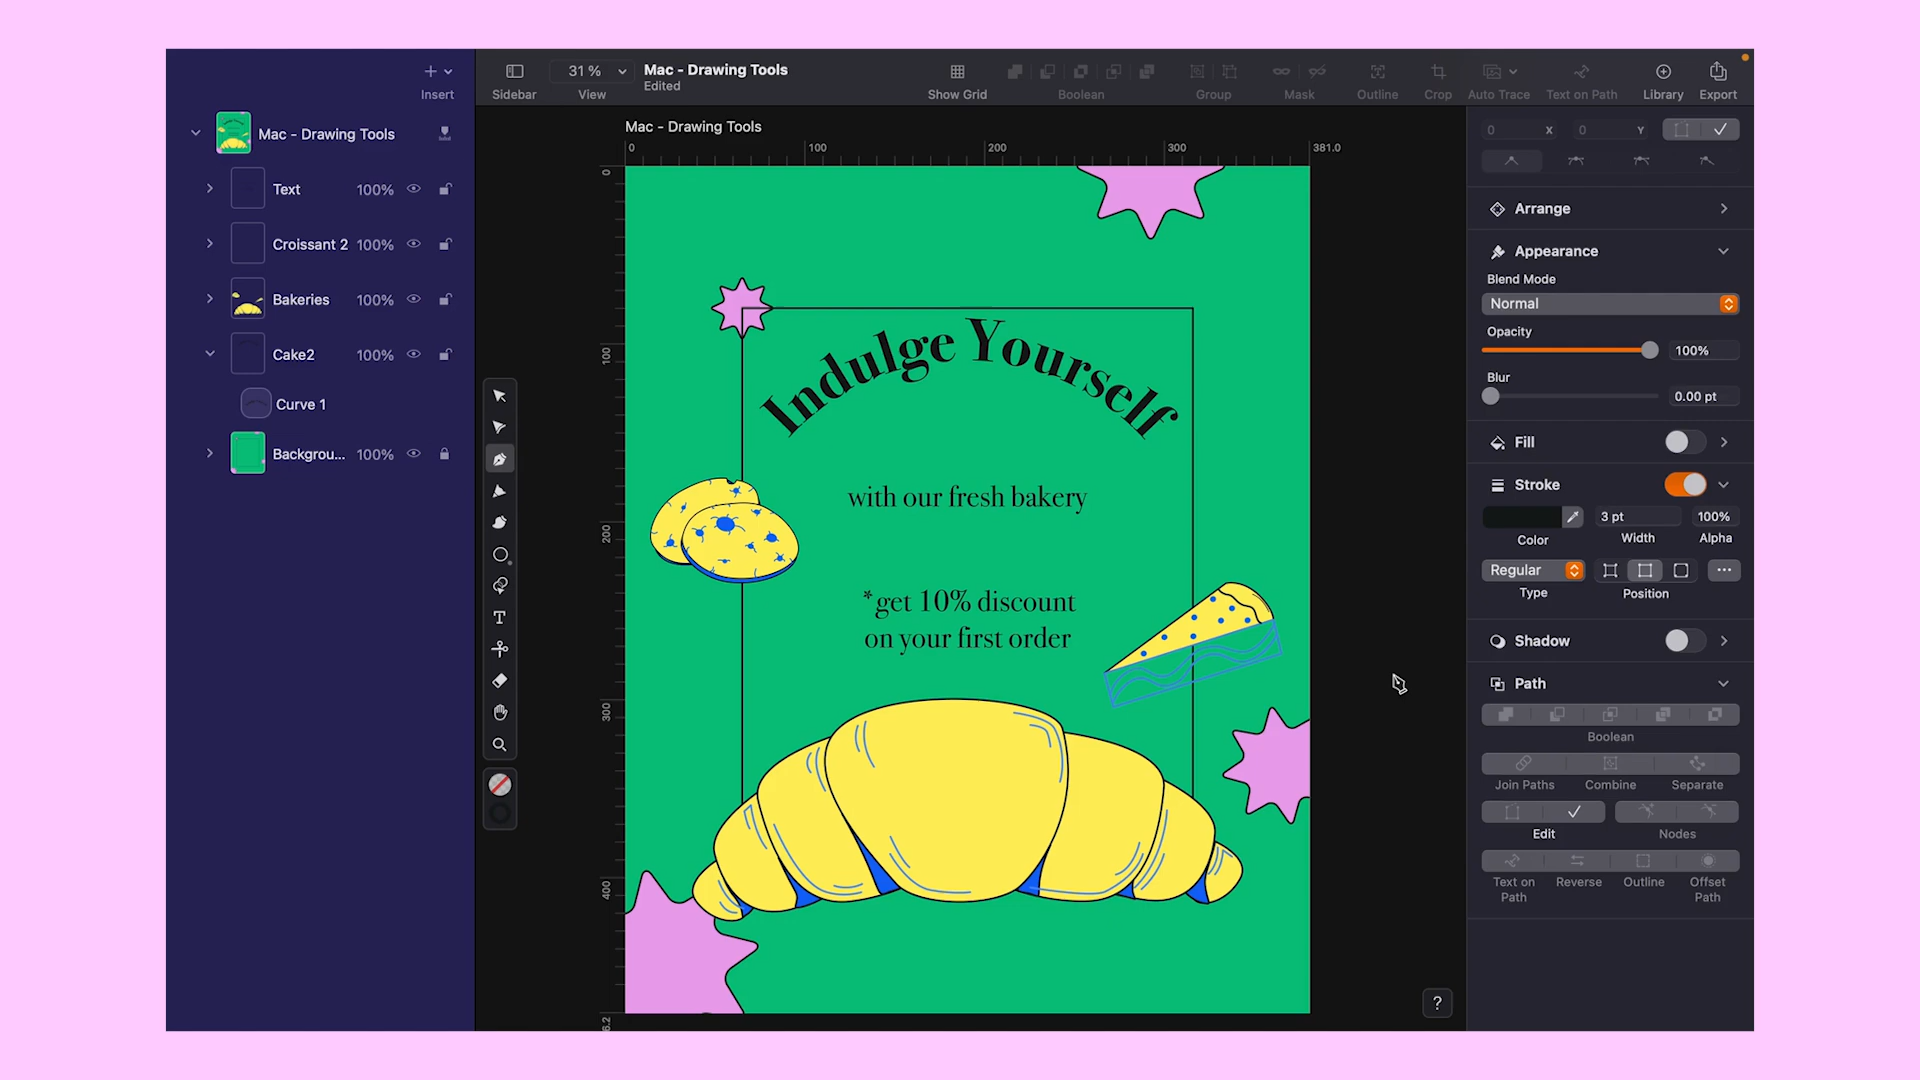 Insert
Sidebar
31 %
View
Mac - Drawing Tools
Edited
Show Grid
Boolean
Group
Mask
Outline
Crop
Auto Trace
Text on Path
Library
Export
Mac - Drawing Tools
Text 100%
Croissant 2 100%
Bakeries 100%
Cake2 100%
Curve 1
Backgrou... 100%
Mac - Drawing Tools
0 100 200 300 381.0
0
100
200
300
400
6.2
Indulge Yourself
with our fresh bakery
*get 10% discount
on your first order
T
?
0 X 0 Y
Arrange
Appearance
Blend Mode
Normal
Opacity
100%
Blur
0.00 pt
Fill
Stroke
3 pt 100%
Color Width Alpha
Regular
Type Position
Shadow
Path
Boolean
Join Paths Combine Separate
Edit Nodes
Text on Path Reverse Outline Offset Path